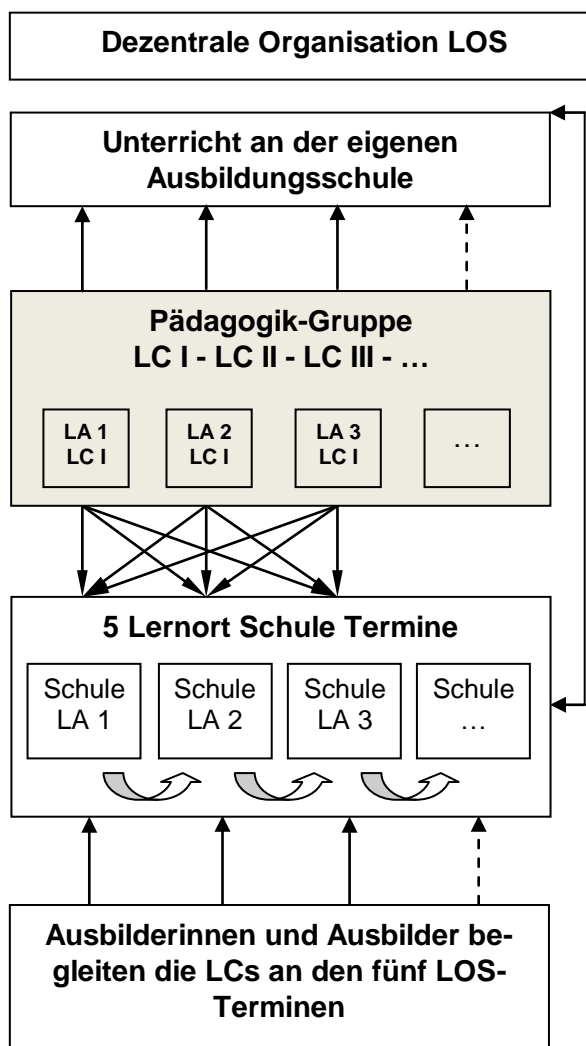 Dezentrale Organisation LOS
Unterricht an der eigenen
Ausbildungsschule
Pädagogik-Gruppe
LC I - LC II - LC III - …
LA 1
LC I
LA 2
LC I
LA 3
LC I
…
5 Lernort Schule Termine
Schule
LA 1
Schule
LA 2
Schule
LA 3
Schule
…
Ausbilderinnen und Ausbilder be-
gleiten die LCs an den fünf LOS-
Terminen